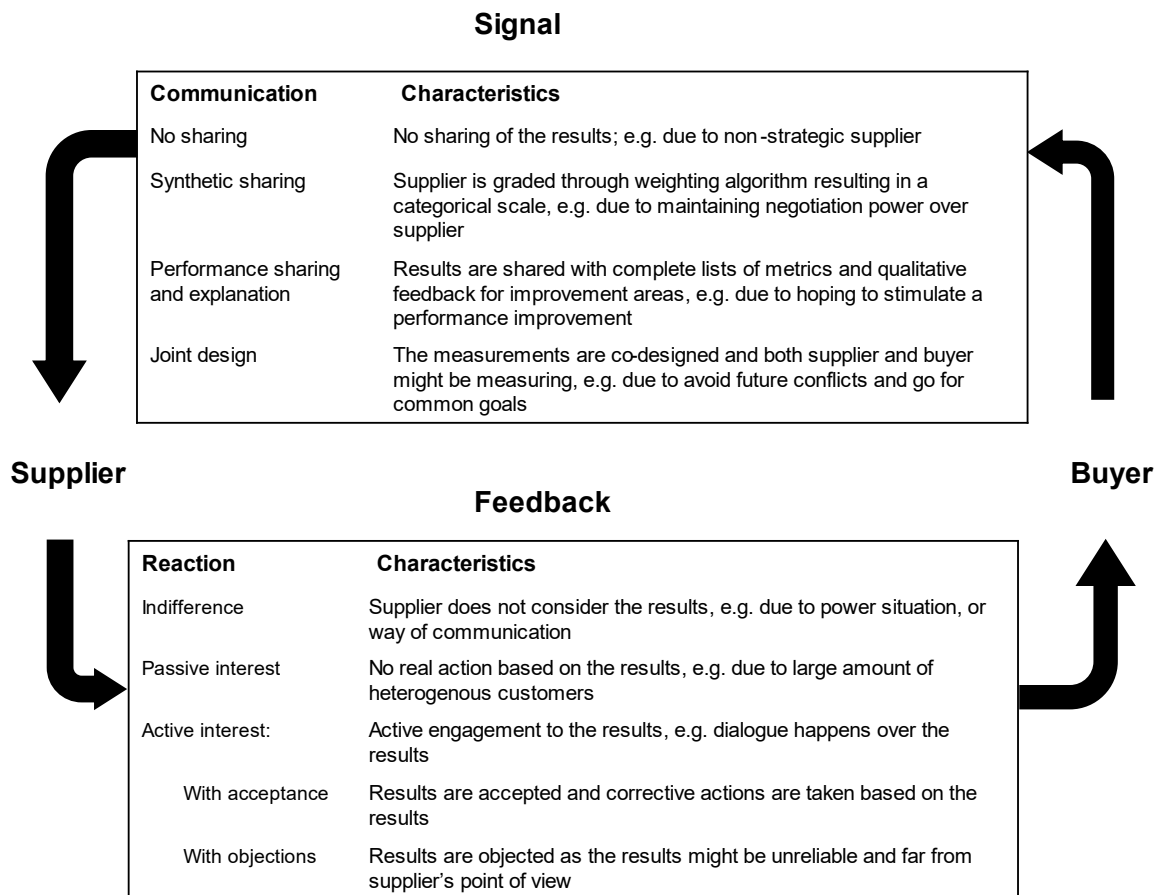 Signal
Communication Characteristics
No sharing No sharing of the results; e.g. due to non-strategic supplier
Synthetic sharing Supplier is graded through weighting algorithm resulting in a
categorical scale, e.g. due to maintaining negotiation power over
supplier
Performance sharing Results are shared with complete lists of metrics and qualitative
and explanation feedback for improvement areas, e.g. due to hoping to stimulate a
performance improvement
Joint design The measurements are co-designed and both supplier and buyer
might be measuring, e.g. due to avoid future conflicts and go for
common goals
Supplier Buyer
Feedback
Reaction Characteristics
Indifference Supplier does not consider the results, e.g. due to power situation, or
way of communication
Passive interest No real action based on the results, e.g. due to large amount of
heterogenous customers
Active interest: Active engagement to the results, e.g. dialogue happens over the
results
With acceptance Results are accepted and corrective actions are taken based on the
results
With objections Results are objected as the results might be unreliable and far from
supplier's point of view